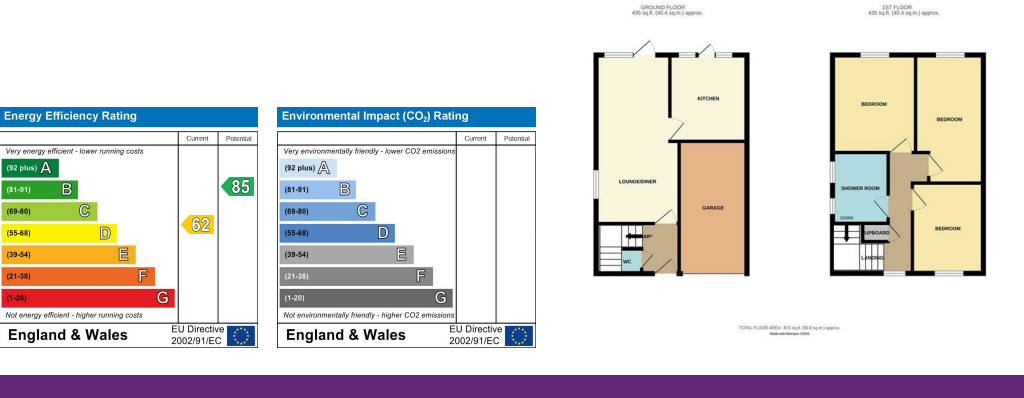 Energy Efficiency Rating
Current
Potential
Very energy efficient - lower running costs
(92 plus) A
(81-91) B
(69-80) C
(55-68) D
(39-54) E
(21-38) F
(1-20) G
62
85
Not energy efficient - higher running costs
England & Wales
EU Directive
2002/91/EC
Environmental Impact (CO2) Rating
Current
Potential
Very environmentally friendly - lower CO2 emissions
(92 plus) A
(81-91) B
(69-80) C
(55-68) D
(39-54) E
(21-38) F
(1-20) G
Not environmentally friendly - higher CO2 emissions
England & Wales
EU Directive
2002/91/EC
GROUND FLOOR
435 sq.ft. (40.4 sq.m.) approx.
KITCHEN
LOUNGE/DINER
GARAGE
WC
1ST FLOOR
435 sq.ft. (40.4 sq.m.) approx.
BEDROOM
BEDROOM
SHOWER ROOM
DOWN
UPBOARD
BEDROOM
LANDING
TOTAL FLOOR AREA : 870 sq.ft. (80.8 sq.m.) approx.